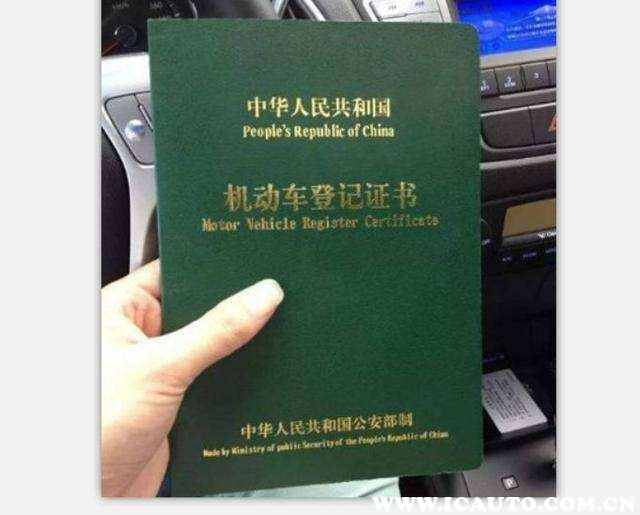 中华人民共和国
People's Republic of China
机动车登记证书
Motor Vehicle Register Certificate
中华人民共和国公安部制
Made by Ministry of public Security of the People's Republic of China
WWW.ICAUTO.COM.CN